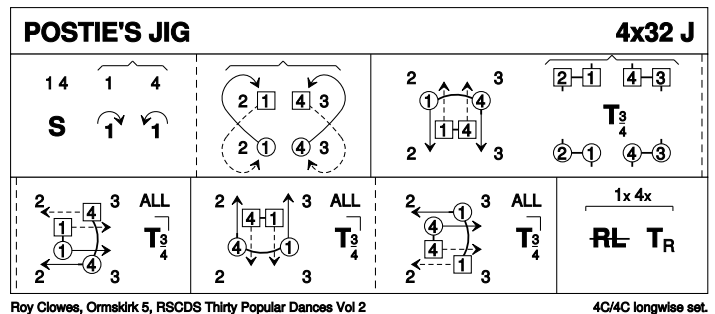 POSTIE'S JIG 4x32 J
1 4 1 4
S 1 1
2 1 4 3
2 1 4 3
2 3 2 1 4 3
1 4
1 4 T 3/4
2 3 2 1 4 3
2 4 3 ALL 2 3 ALL 2 1 3 ALL 1x 4x
1 T 3/4 4 1 T 3/4 4 T 3/4 RL TR
1 4 1 4
2 4 3 2 3 2 1 3
Roy Clowes, Ormskirk 5, RSCDS Thirty Popular Dances Vol 2 4C/4C longwise set.